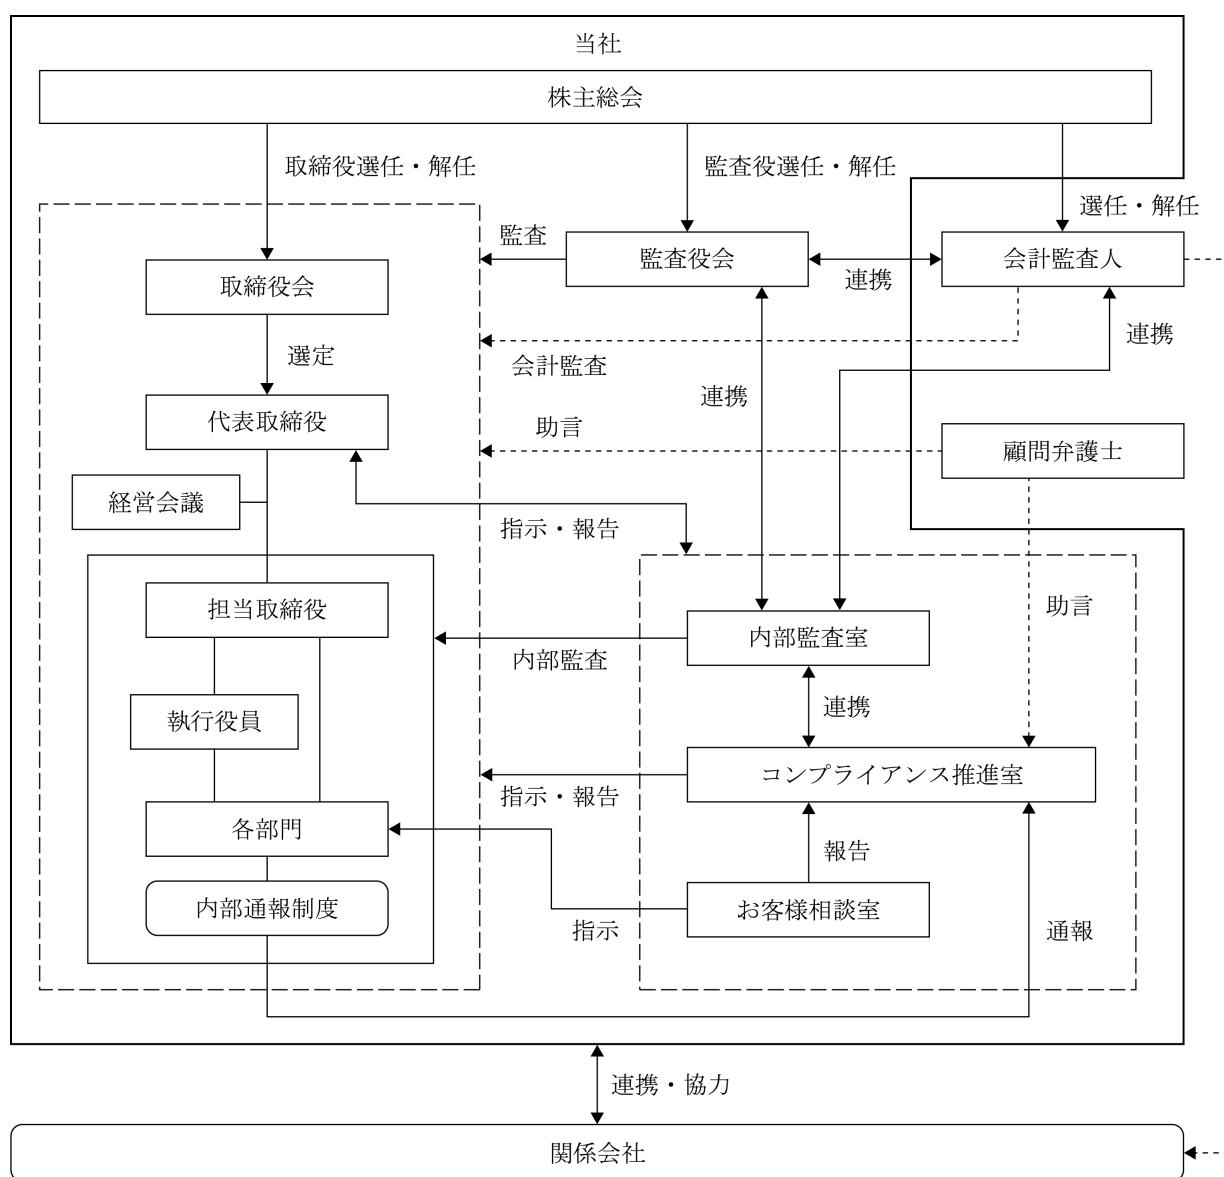 当社
株主総会
取締役選任・解任
監査役選任・解任
選任・解任
監査
監査役会
連携
会計監査人
取締役会
選定
会計監査
連携
連携
代表取締役
助言
顧問弁護士
経営会議
指示・報告
担当取締役
助言
内部監査
内部監査室
連携
執行役員
コンプライアンス推進室
指示・報告
各部門
報告
内部通報制度
お客様相談室
指示
通報
連携・協力
関係会社